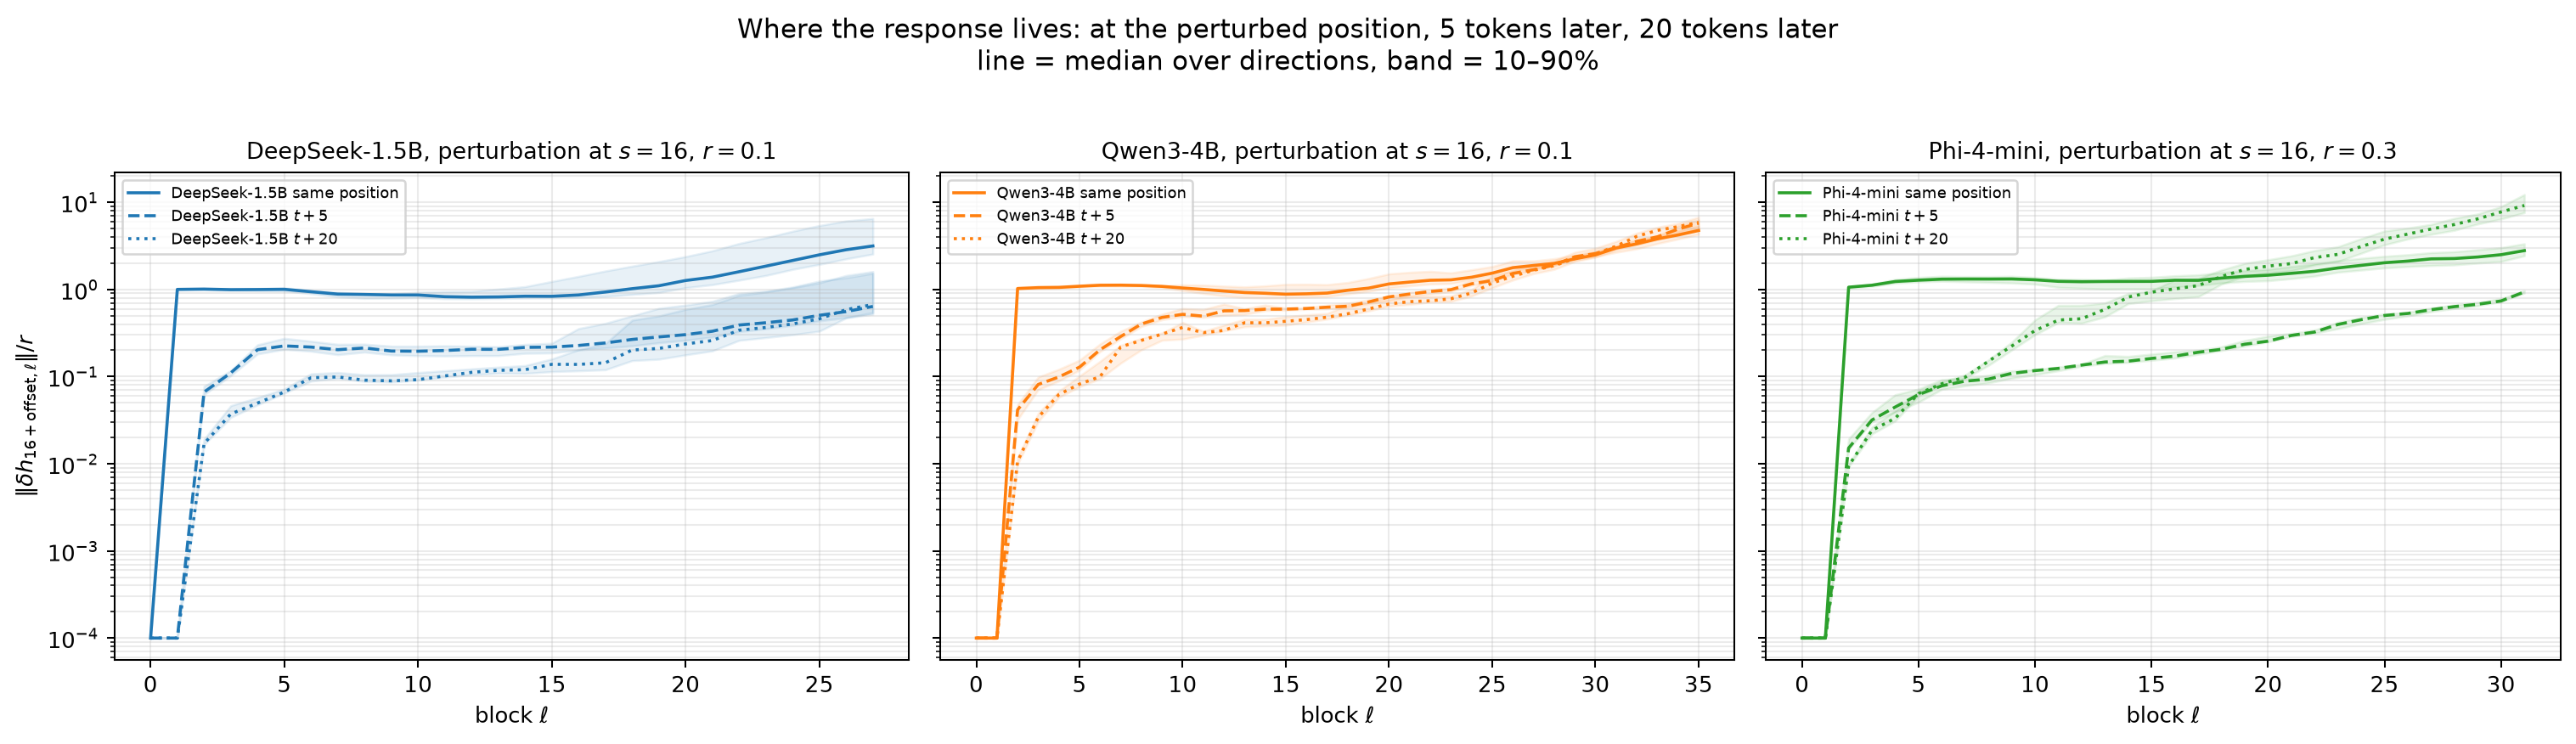 Where the response lives: at the perturbed position, 5 tokens later, 20 tokens later
line = median over directions, band = 10–90%
DeepSeek-1.5B, perturbation at s = 16, r = 0.1
DeepSeek-1.5B same position
DeepSeek-1.5B t + 5
DeepSeek-1.5B t + 20
‖δh₁₆₊offset,ℓ‖/r
10¹
10⁰
10⁻¹
10⁻²
10⁻³
10⁻⁴
0 5 10 15 20 25
block ℓ
Qwen3-4B, perturbation at s = 16, r = 0.1
Qwen3-4B same position
Qwen3-4B t + 5
Qwen3-4B t + 20
0 5 10 15 20 25 30 35
block ℓ
Phi-4-mini, perturbation at s = 16, r = 0.3
Phi-4-mini same position
Phi-4-mini t + 5
Phi-4-mini t + 20
0 5 10 15 20 25 30
block ℓ